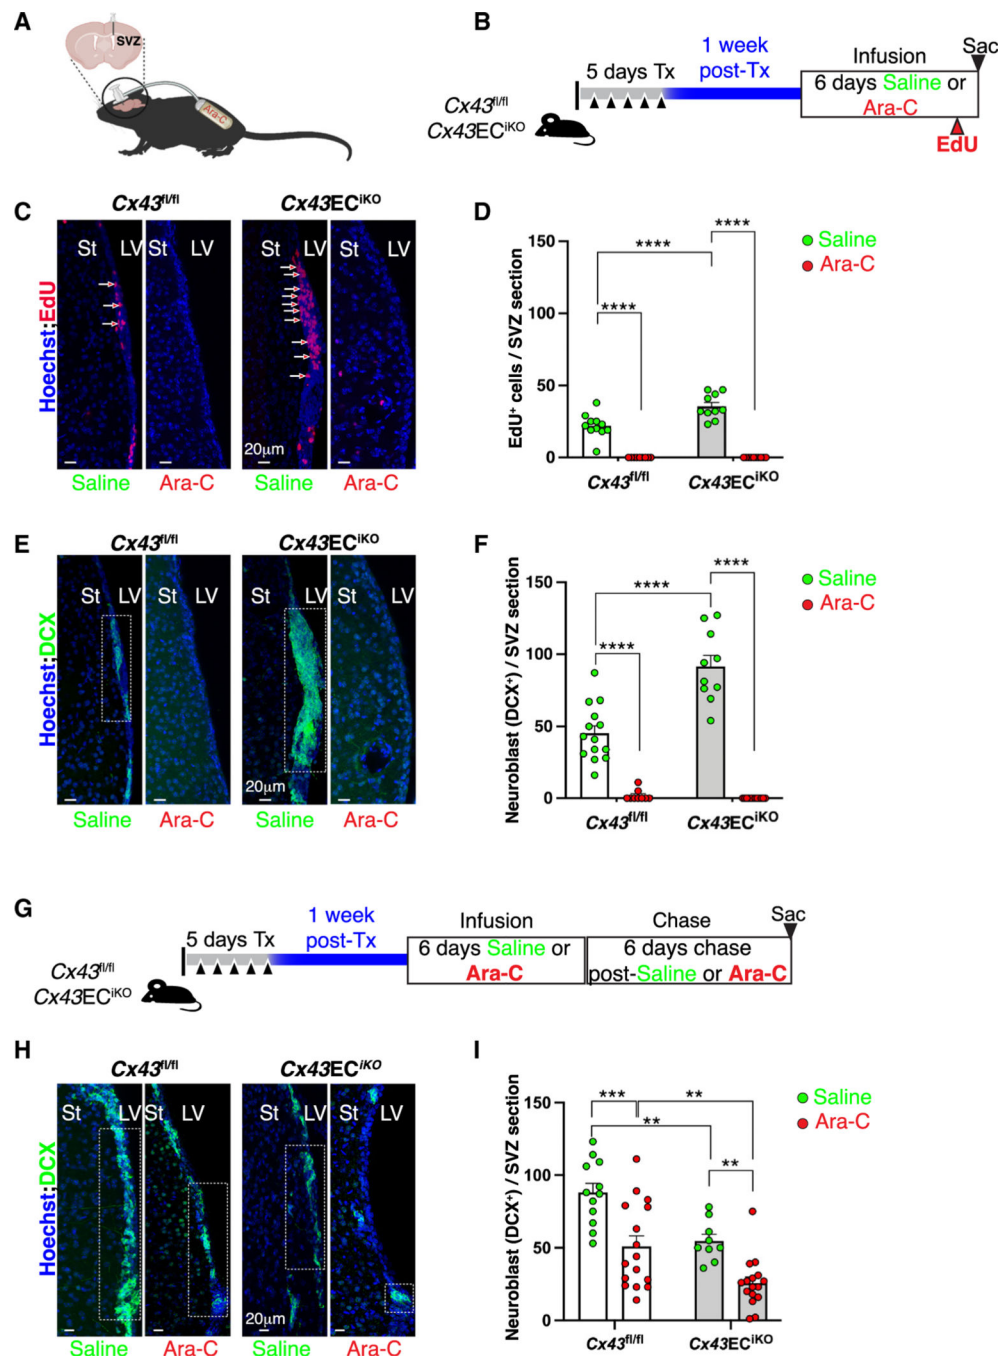 A
SVZ
Ara-C
B
1 week
post-Tx
5 days Tx
Infusion
Sac
6 days Saline or
Ara-C
EdU
Cx43fl/fl
Cx43ECiKO
C
Cx43fl/fl
Cx43ECiKO
Hoechst;EdU
St LV
St LV
St LV
St LV
20µm
Saline
Ara-C
Saline
Ara-C
D
EdU+ cells / SVZ section
150
100
50
0
****
****
****
Saline
Ara-C
Cx43fl/fl
Cx43ECiKO
E
Cx43fl/fl
Cx43ECiKO
Hoechst;DCX
St LV
St LV
St LV
St LV
20µm
Saline
Ara-C
Saline
Ara-C
F
Neuroblast (DCX+) / SVZ section
150
100
50
0
****
****
****
Saline
Ara-C
Cx43fl/fl
Cx43ECiKO
G
1 week
post-Tx
5 days Tx
Infusion
Chase
Sac
6 days Saline or
Ara-C
6 days chase
post-Saline or Ara-C
Cx43fl/fl
Cx43ECiKO
H
Cx43fl/fl
Cx43ECiKO
Hoechst;DCX
St LV
St LV
St LV
St LV
20µm
Saline
Ara-C
Saline
Ara-C
I
Neuroblast (DCX+) / SVZ section
150
100
50
0
***
**
**
**
Saline
Ara-C
Cx43fl/fl
Cx43ECiKO